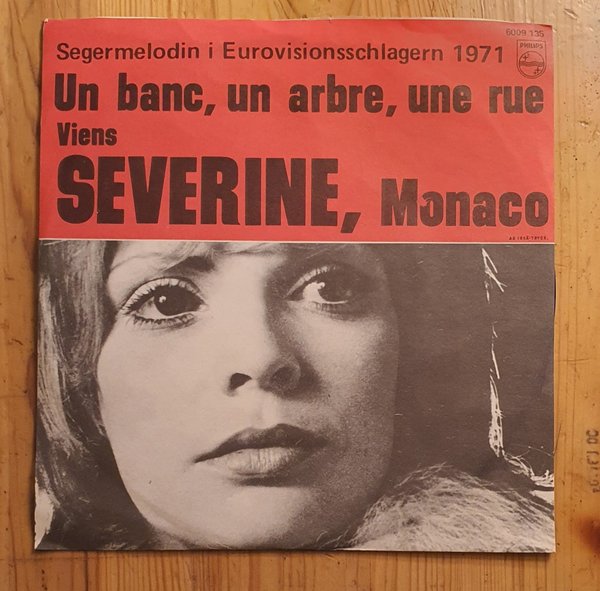 6009 135
Segermelodin i Eurovisionsschlagern 1971
PHILIPS
Un banc, un arbre, une rue
Viens
SEVERINE, Monaco